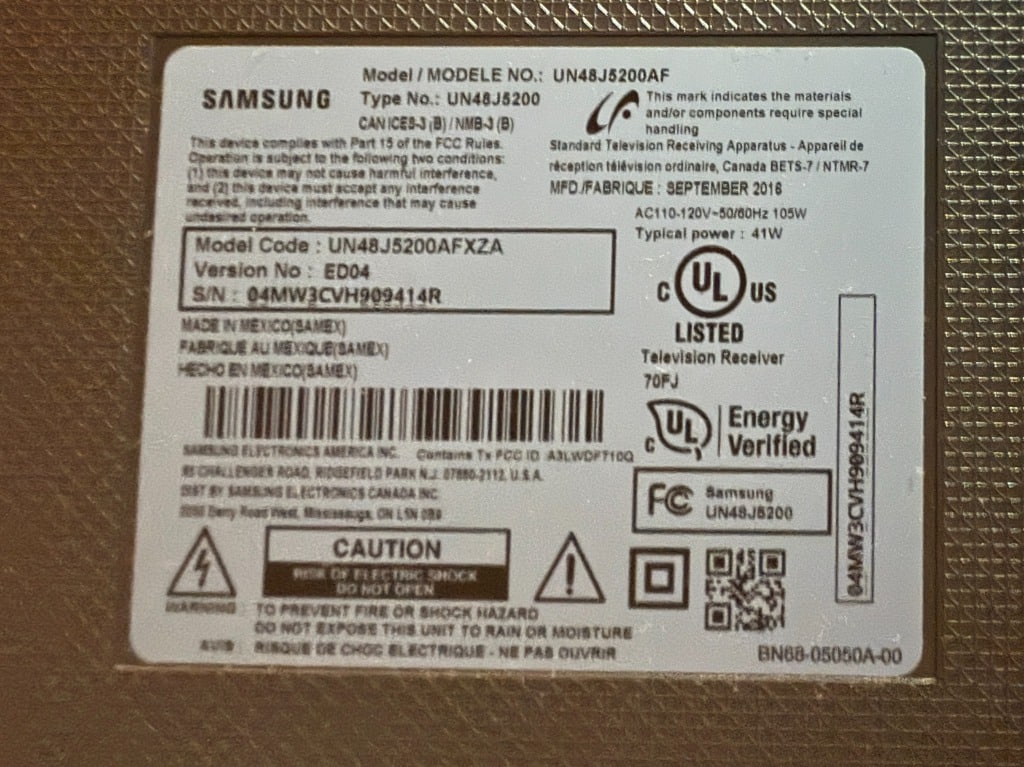 Model / MODELE NO.: UN48J5200AF
SAMSUNG
Type No.: UN48J5200
CAN ICES-3 (B) / NMB-3 (B)
This device complies with Part 15 of the FCC Rules.
Operation is subject to the following two conditions:
(1) this device may not cause harmful interference,
and (2) this device must accept any interference
received, including interference that may cause
undesired operation.
This mark indicates the materials
and/or components require special
handling
Standard Television Receiving Apparatus - Appareil de
réception télévision ordinaire, Canada BETS-7 / NTMR-7
MFD./FABRIQUE : SEPTEMBER 2016
AC110-120V~50/60Hz 105W
Typical power : 41W
Model Code : UN48J5200AFXZA
Version No : ED04
S/N : 04MW3CVH909414R
C UL US
LISTED
Television Receiver
70FJ
MADE IN MEXICO(SAMEX)
FABRIQUE AU MEXIQUE(SAMEX)
HECHO EN MEXICO(SAMEX)
C UL Energy
Verified
SAMSUNG ELECTRONICS AMERICA INC. Contains Tx FCC ID: A3LWDF710Q
85 CHALLENGER ROAD, RIDGEFIELD PARK N.J. 07660-2112, U.S.A.
DIST BY SAMSUNG ELECTRONICS CANADA INC.
Derry Road West, Mississauga, ON L5N
FC Samsung
UN48J5200
04MW3CVH909414R
CAUTION
RISK OF ELECTRIC SHOCK
DO NOT OPEN
4S
WARNING : TO PREVENT FIRE OR SHOCK HAZARD
DO NOT EXPOSE THIS UNIT TO RAIN OR MOISTURE
AVIS : RISQUE DE CHOC ELECTRIQUE - NE PAS OUVRIR
BN68-05050A-00